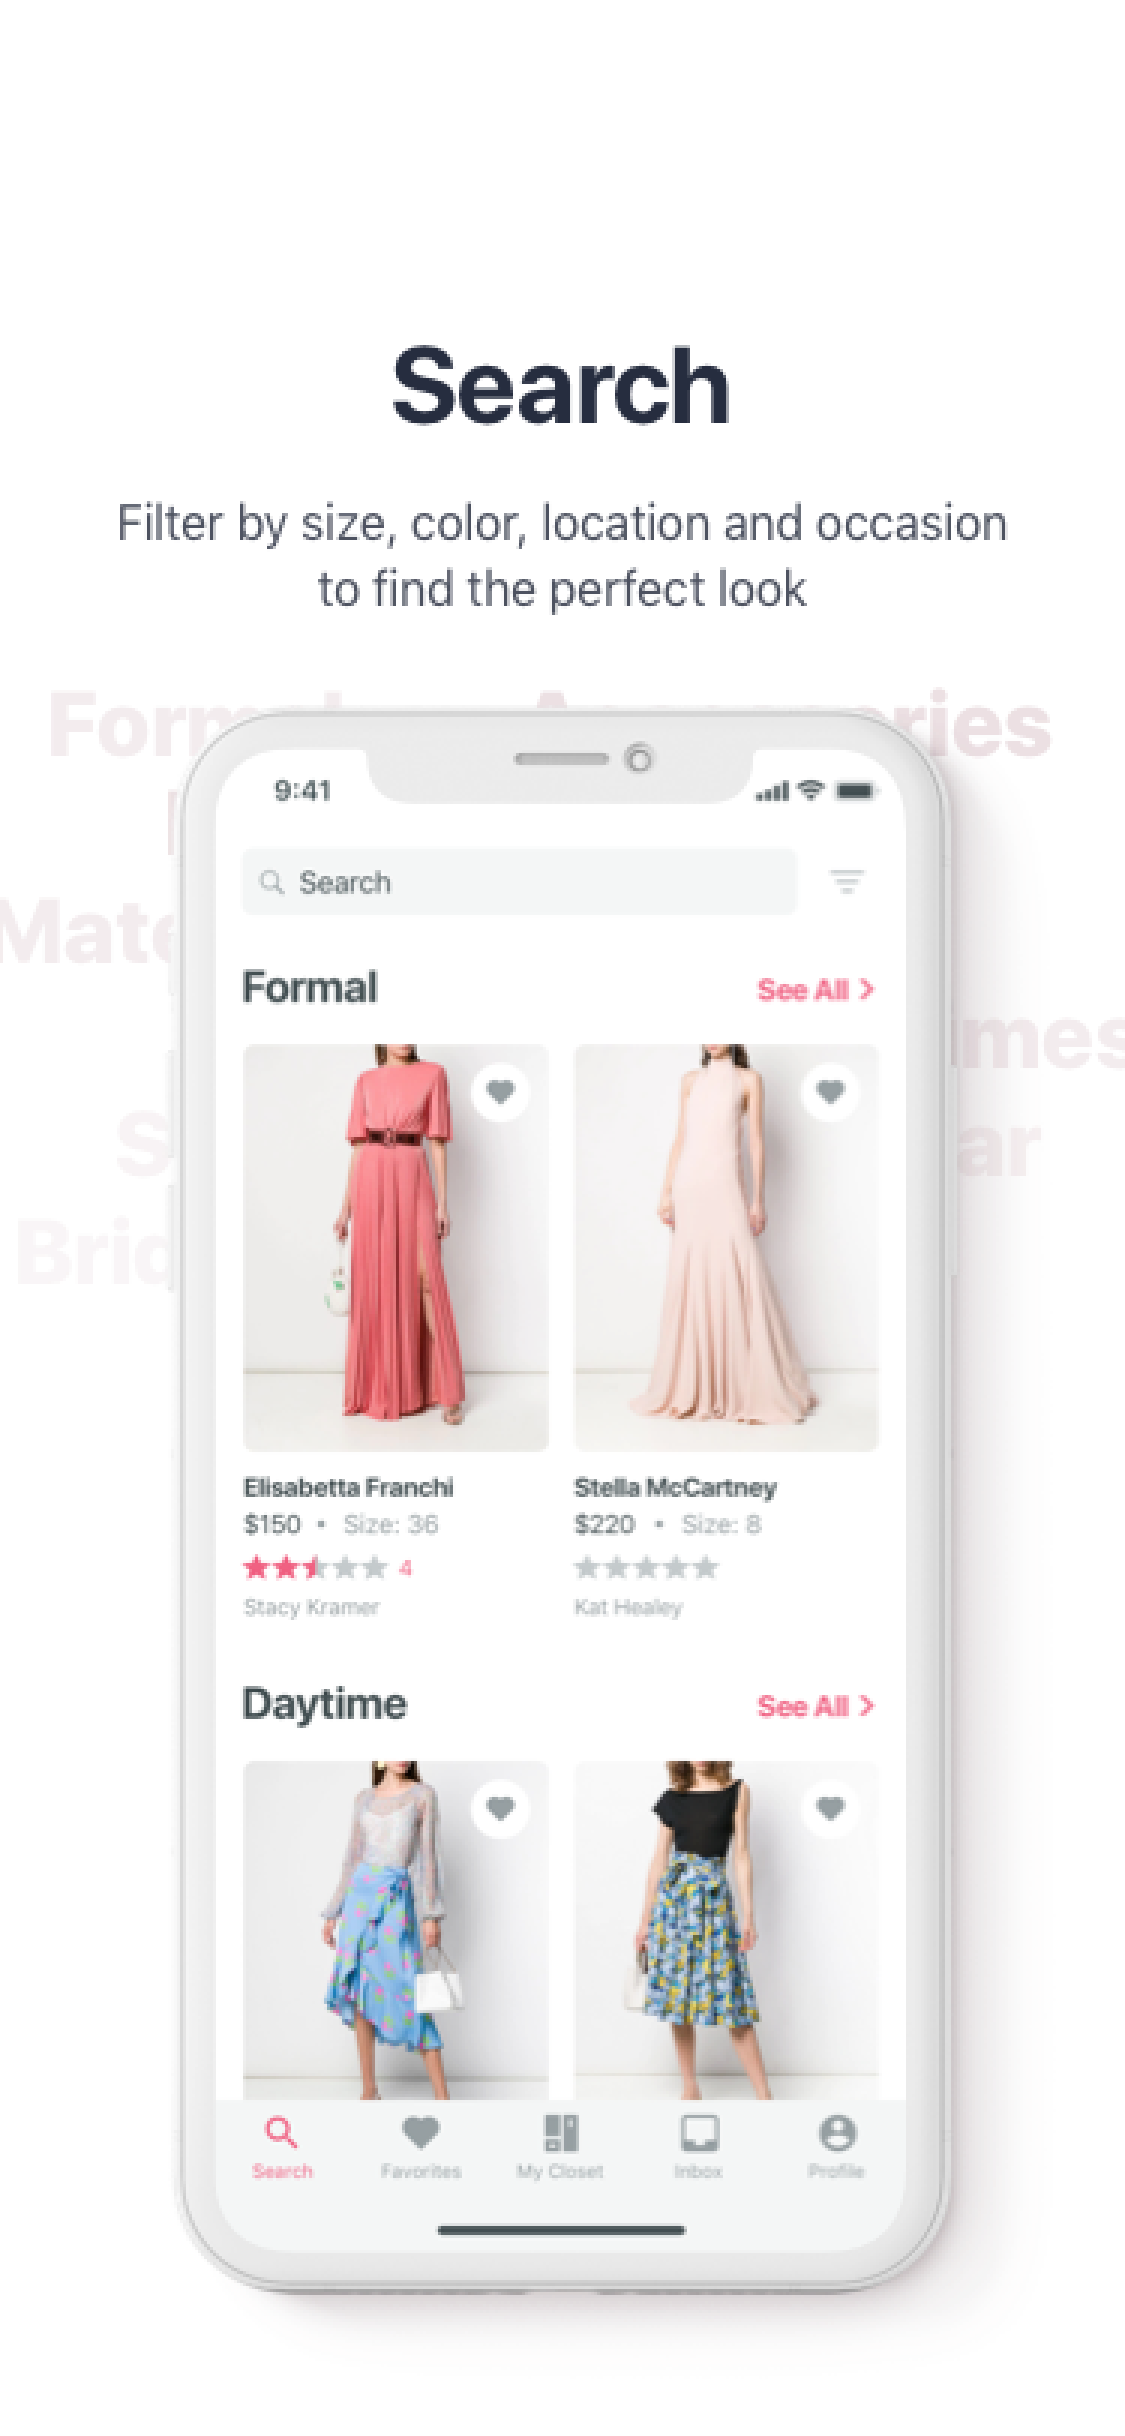 Search
Filter by size, color, location and occasion
to find the perfect look
9:41
Search
Formal
See All
Elisabetta Franchi
$150 • Size: 36
4
Stacy Kramer
Stella McCartney
$220 • Size: 8
Kat Healey
Daytime
See All
Search
Favorites
My Closet
Inbox
Profile